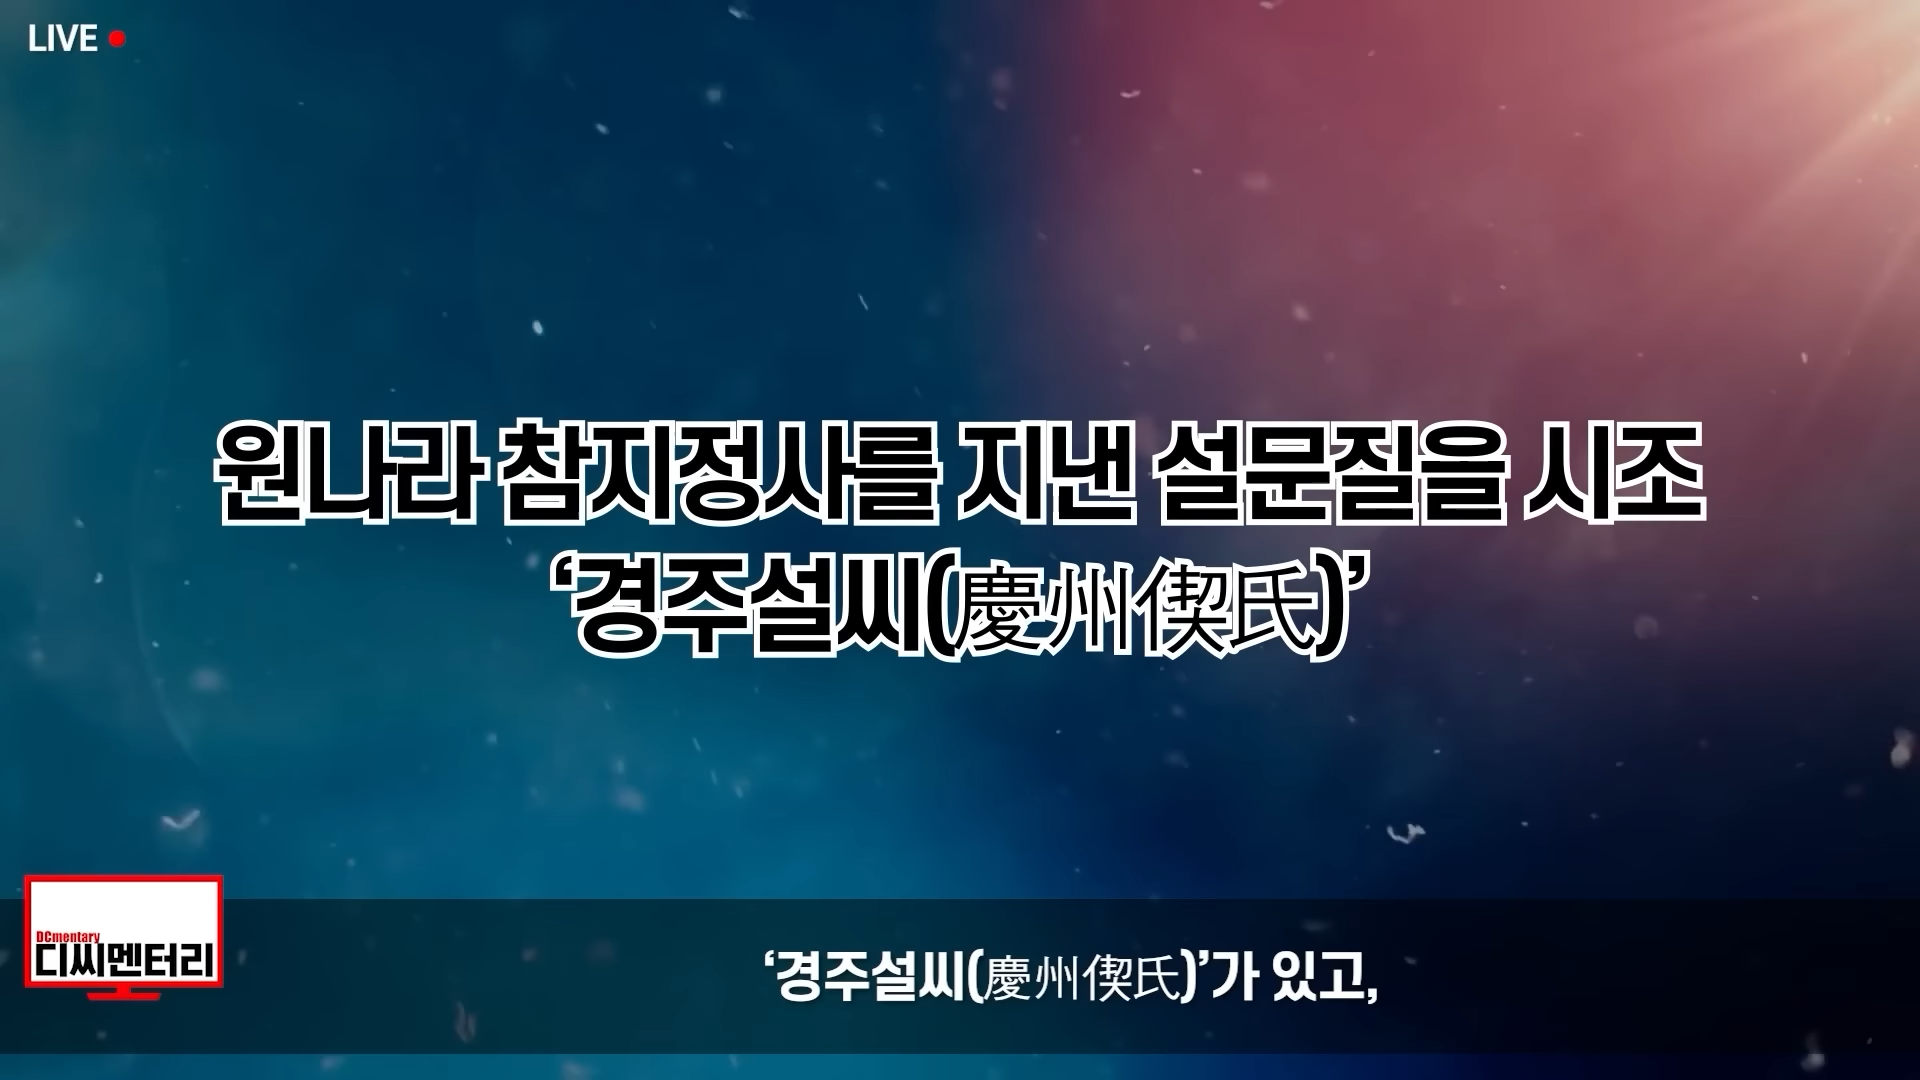 LIVE
원나라 참지정사를 지낸 설문질을 시조
‘경주설씨(慶州偰氏)’
DCmentary
디씨멘터리
‘경주설씨(慶州偰氏)’가 있고,